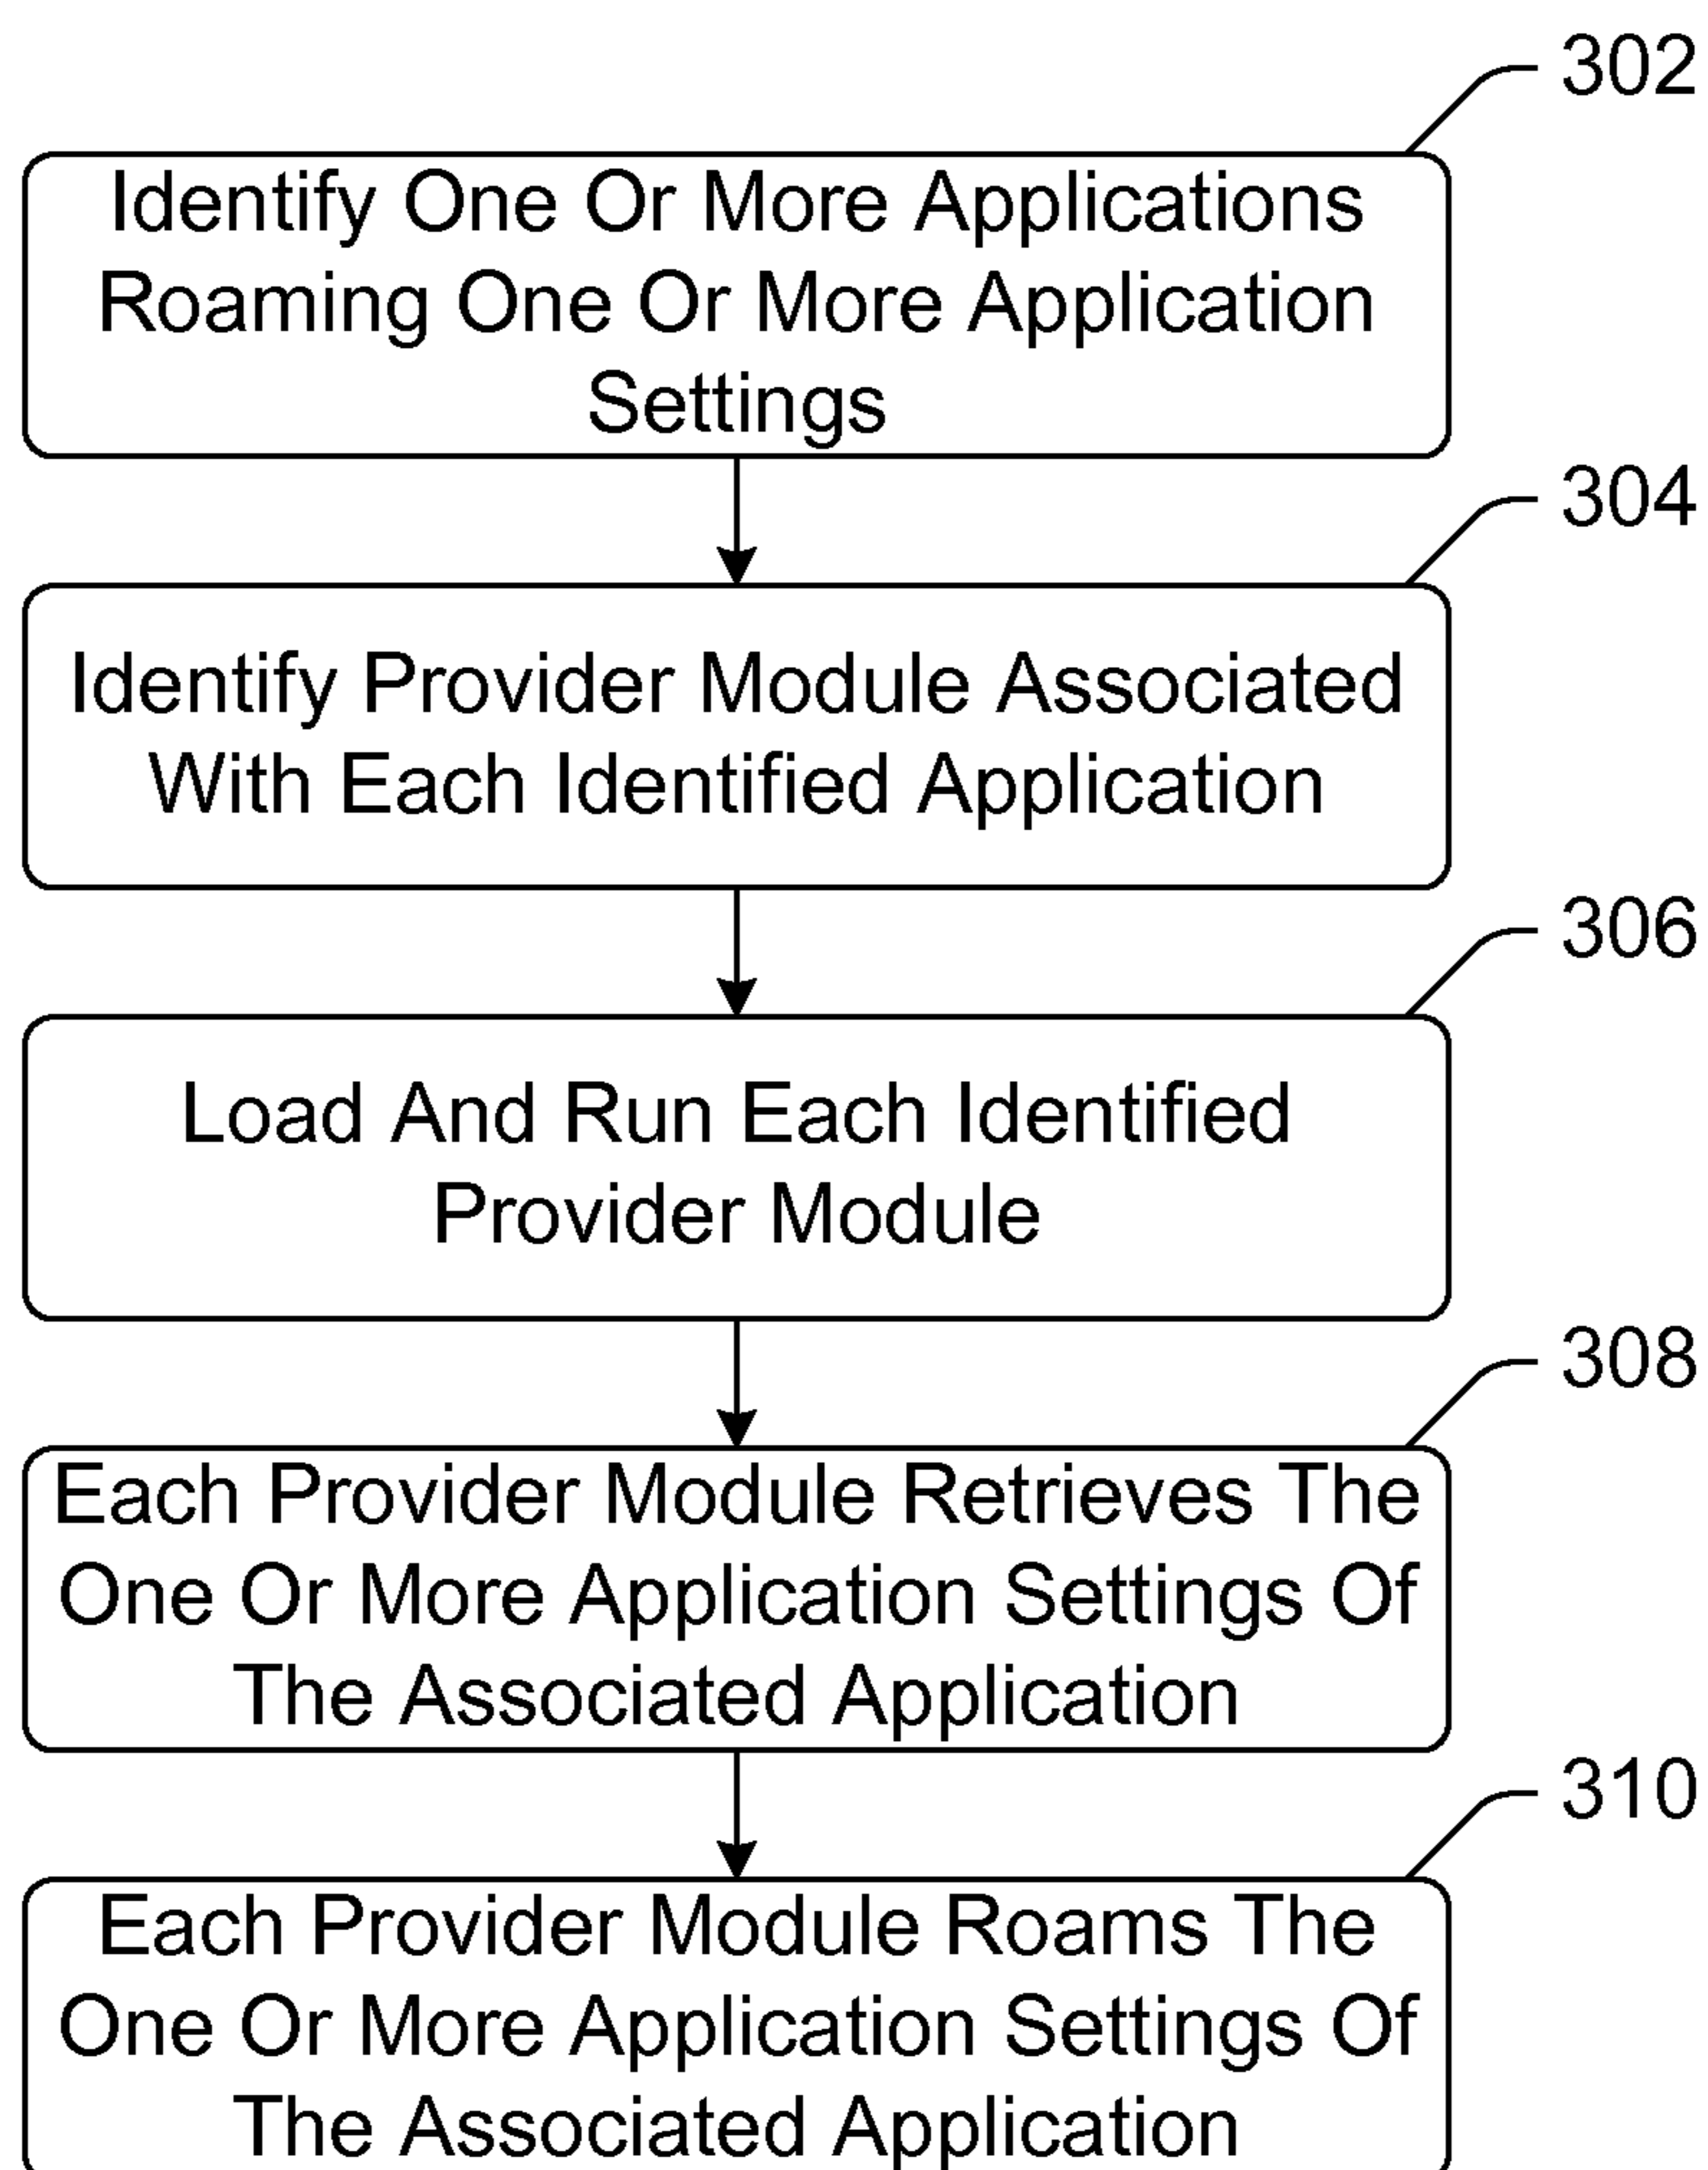 302
Identify One Or More Applications
Roaming One Or More Application
Settings
304
Identify Provider Module Associated
With Each Identified Application
306
Load And Run Each Identified
Provider Module
308
Each Provider Module Retrieves The
One Or More Application Settings Of
The Associated Application
310
Each Provider Module Roams The
One Or More Application Settings Of
The Associated Application